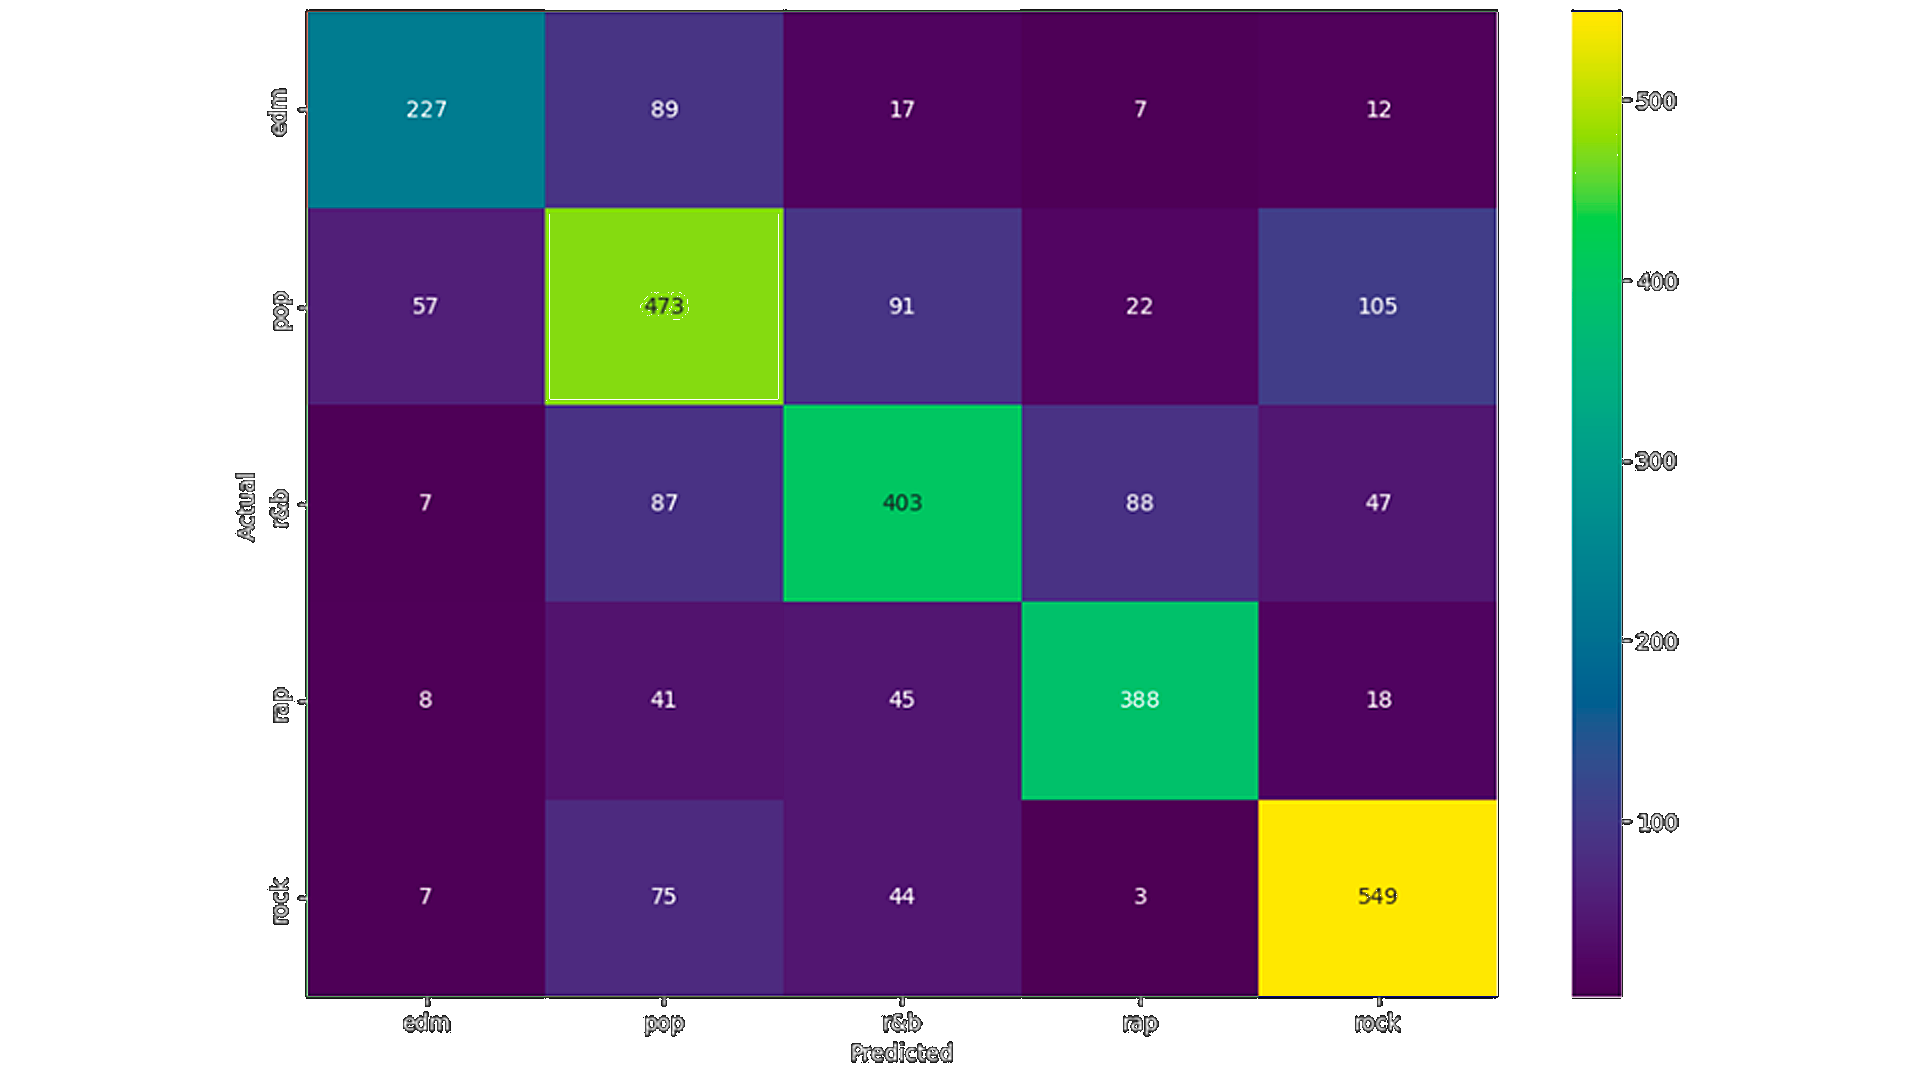 edm 227 89 17 7 12
pop 57 473 91 22 105
r&b 7 87 403 88 47
rap 8 41 45 388 18
rock 7 75 44 3 549
Actual
edm pop r&b rap rock
Predicted
500
400
300
200
100